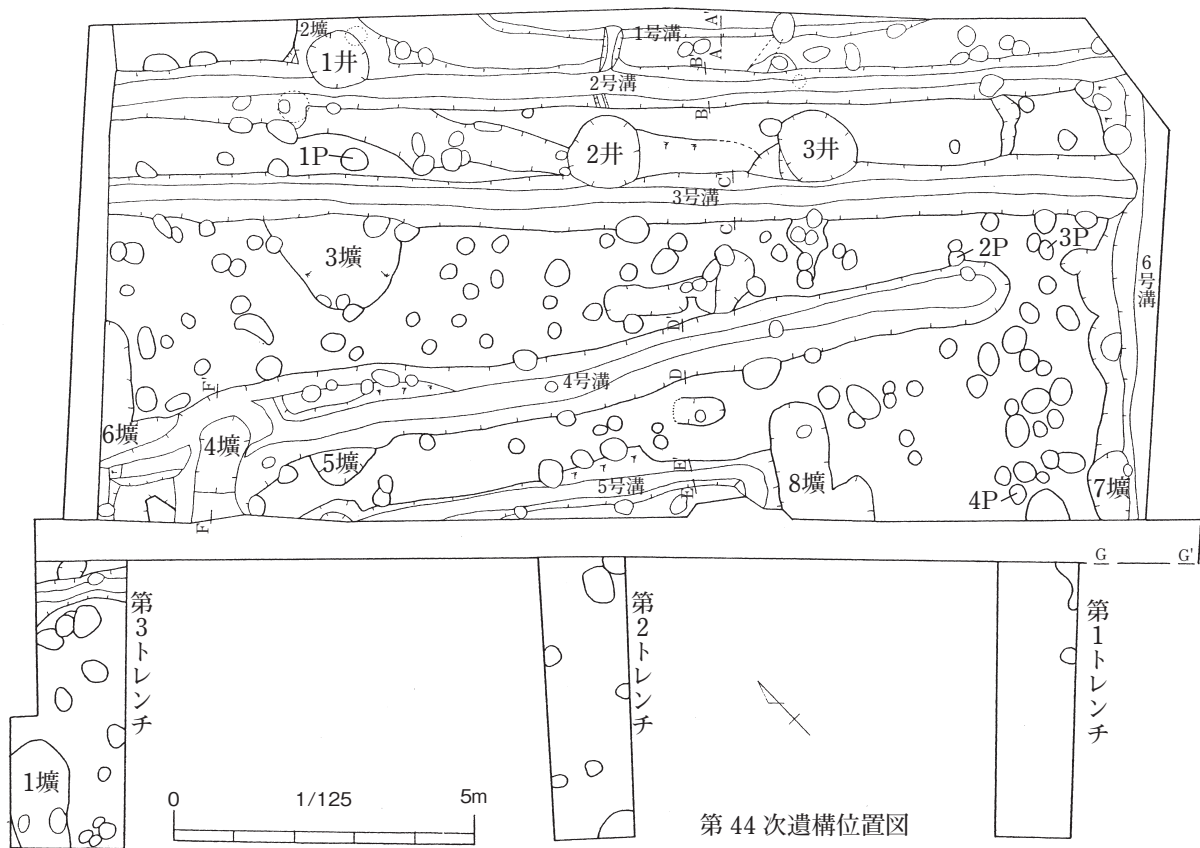 2壙
1井
1号溝
A'
A
B'
2号溝
B
1P
2井
3井
C'
3号溝
C
3壙
2P
3P
6号溝
D'
4号溝
D
F'
6壙
4壙
5壙
E'
5号溝
E
8壙
4P
7壙
F
G
G'
第3トレンチ
第2トレンチ
第1トレンチ
1壙
0
1/125
5m
第44次遺構位置図